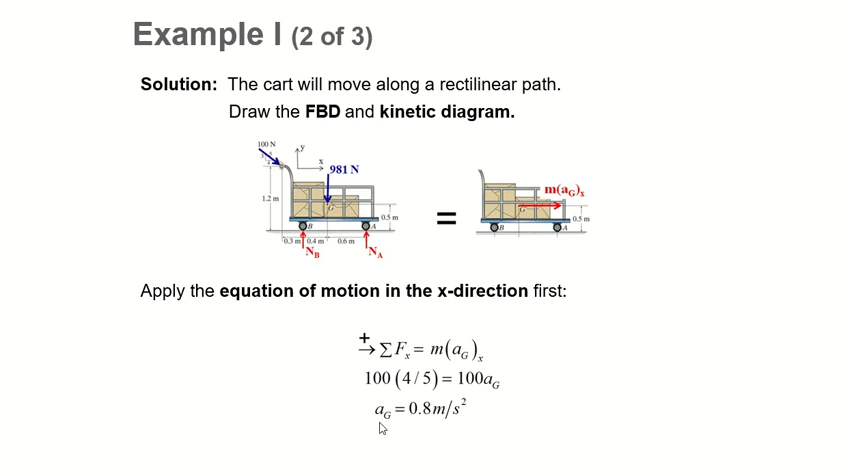 Example I (2 of 3)
Solution: The cart will move along a rectilinear path.
Draw the FBD and kinetic diagram.
100 N
y
x
981 N
1.2 m
G
0.5 m
B
A
0.3 m 0.4 m 0.6 m
N_B
N_A
=
m(a_G)_x
G
0.5 m
B
A
Apply the equation of motion in the x-direction first:
+
→ ∑ F_x = m(a_G)_x
100 (4 / 5) = 100a_G
a_G = 0.8 m/s²